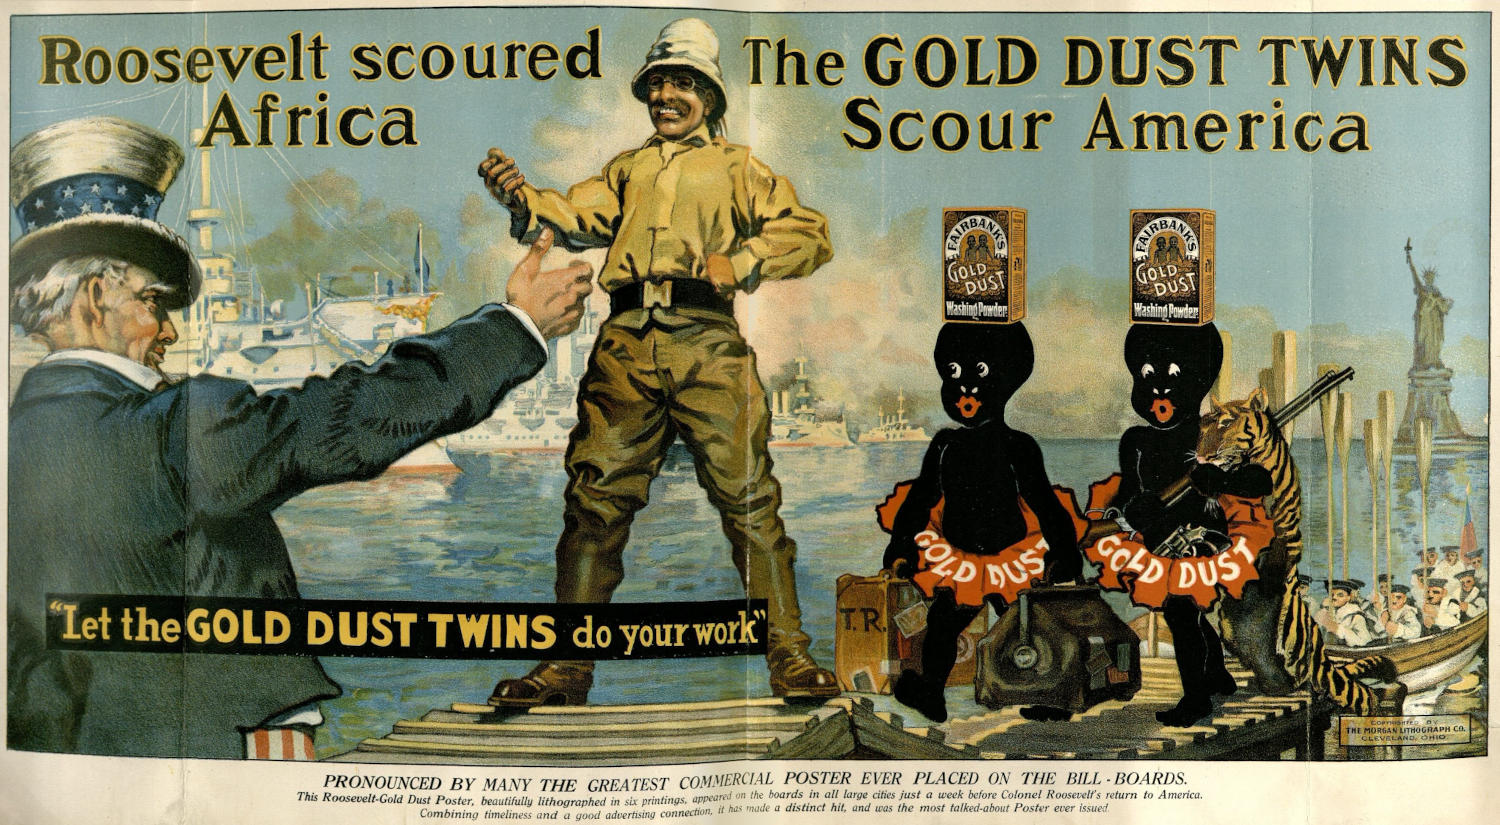 Roosevelt scoured
Africa
The GOLD DUST TWINS
Scour America
FAIRBANK'S
GOLD
DUST
Washing Powder
FAIRBANK'S
GOLD
DUST
Washing Powder
GOLD DUST
GOLD DUST
T.R.
"Let the GOLD DUST TWINS do your work"
COPYRIGHTED BY
THE MORGAN LITHOGRAPH CO.
CLEVELAND, OHIO.
PRONOUNCED BY MANY THE GREATEST COMMERCIAL POSTER EVER PLACED ON THE BILL-BOARDS.
This Roosevelt-Gold Dust Poster, beautifully lithographed in six printings, appeared on the boards in all large cities just a week before Colonel Roosevelt's return to America.
Combining timeliness and a good advertising connection, it has made a distinct hit, and was the most talked-about Poster ever issued.